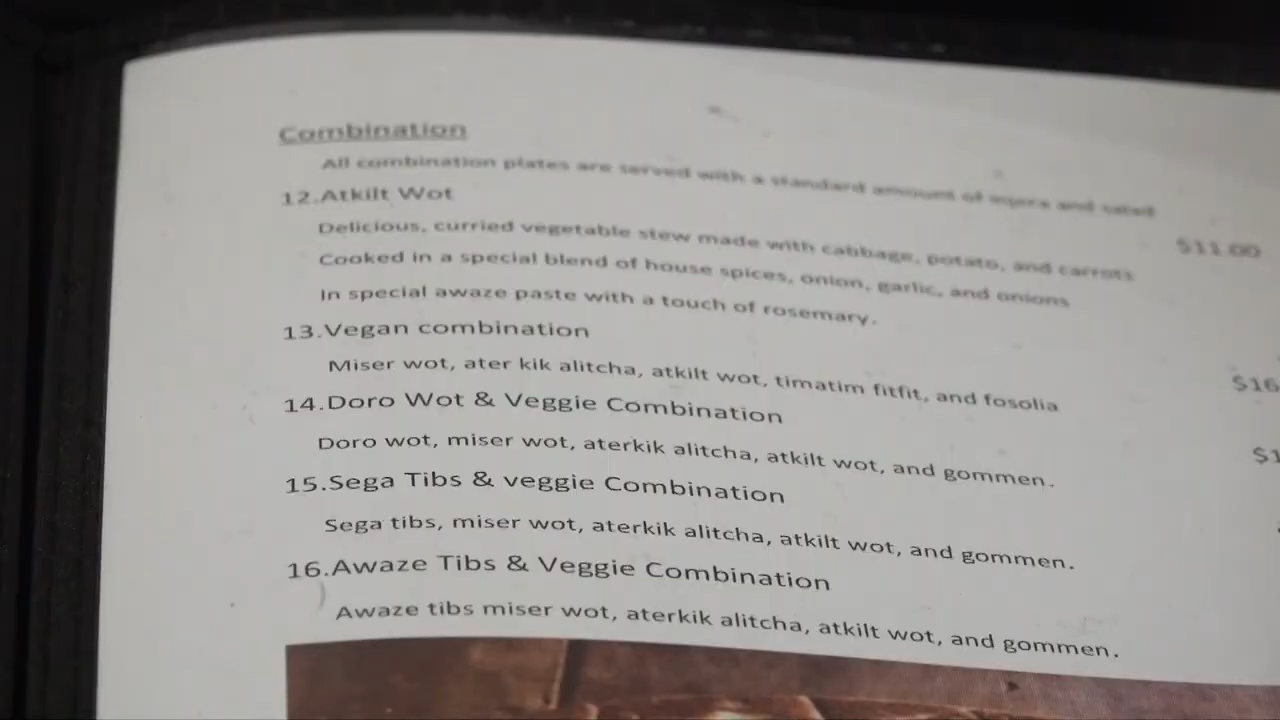 Combination
All combination plates are served with a standard amount of injera and salad
12.Atkilt Wot
$11.00
Delicious, curried vegetable stew made with cabbage, potato, and carrots
Cooked in a special blend of house spices, onion, garlic, and onions
In special awaze paste with a touch of rosemary.
13.Vegan combination
$16
Miser wot, ater kik alitcha, atkilt wot, timatim fitfit, and fosolia
14.Doro Wot & Veggie Combination
$1
Doro wot, miser wot, aterkik alitcha, atkilt wot, and gommen.
15.Sega Tibs & veggie Combination
Sega tibs, miser wot, aterkik alitcha, atkilt wot, and gommen.
16.Awaze Tibs & Veggie Combination
Awaze tibs miser wot, aterkik alitcha, atkilt wot, and gommen.